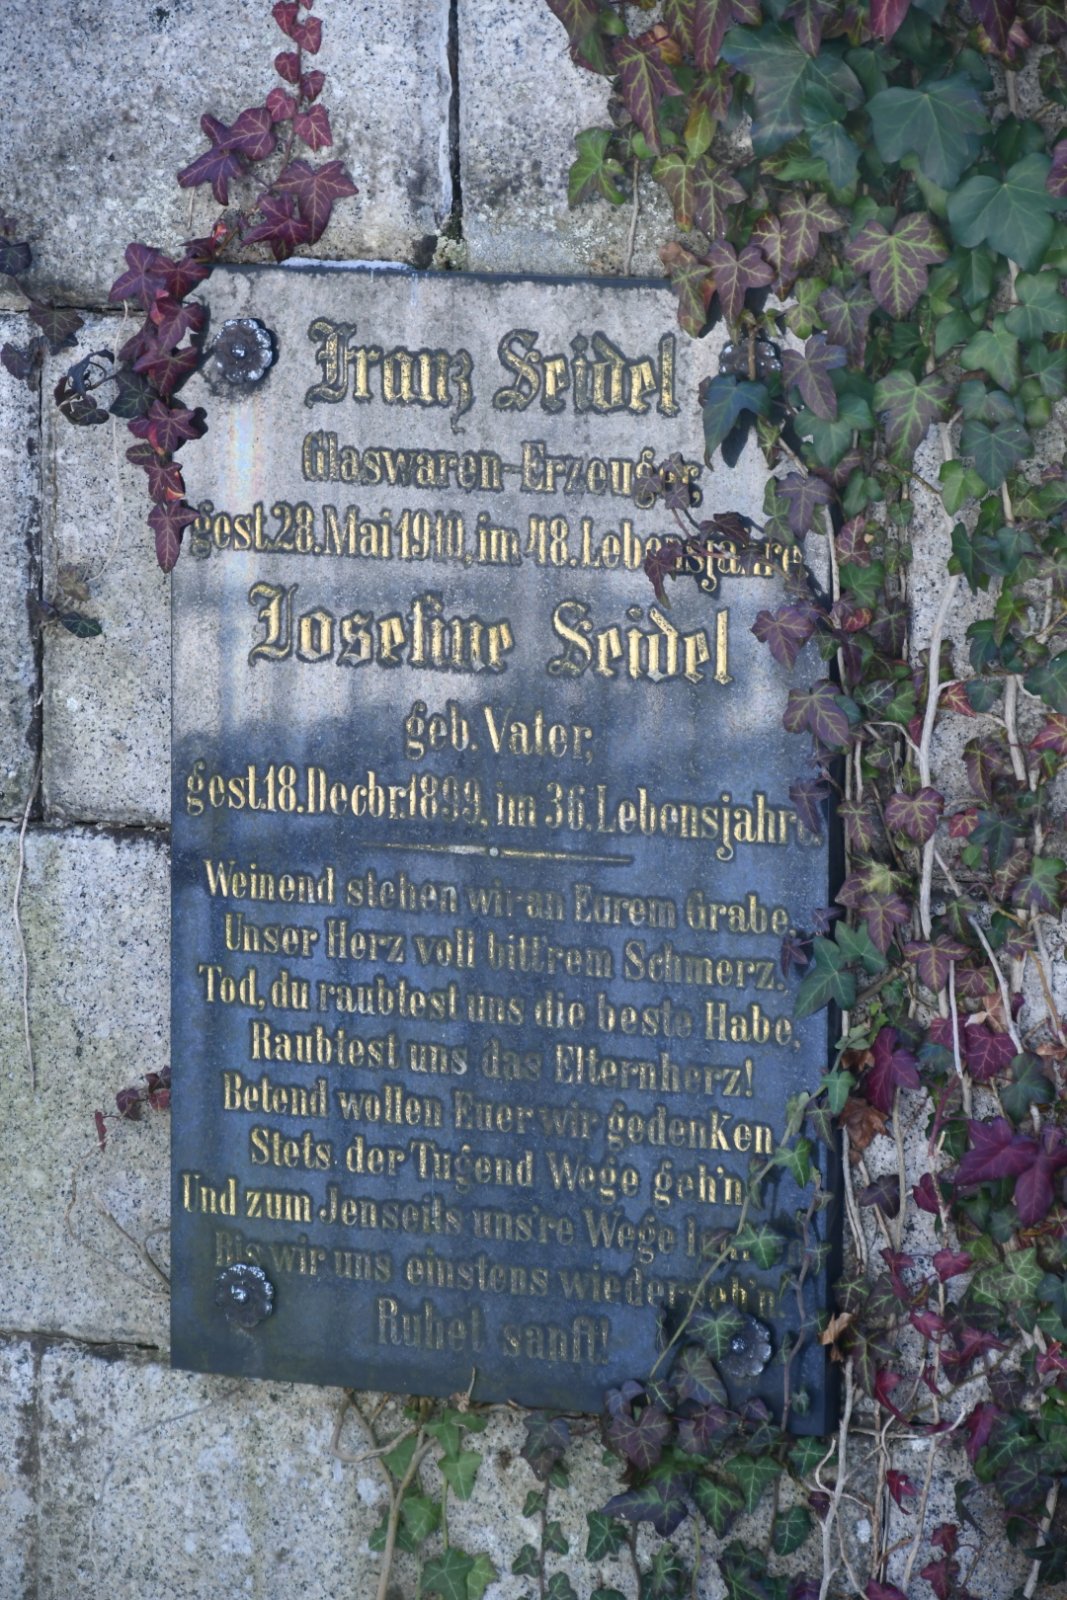 Franz Seidel
Glaswaren-Erzeuger,
gest. 28. Mai 1910, im 48. Lebensjahre.
Josefine Seidel
geb. Vater,
gest. 18. Decbr. 1899, im 36. Lebensjahre.
Weinend stehen wir an Eurem Grabe,
Unser Herz voll bitt'rem Schmerz.
Tod, du raubtest uns die beste Habe,
Raubtest uns das Elternherz!
Betend wollen Euer wir gedenken
Stets der Tugend Wege geh'n,
Und zum Jenseits uns're Wege
Bis wir uns einstens wiederseh'n.
Ruhet sanft!